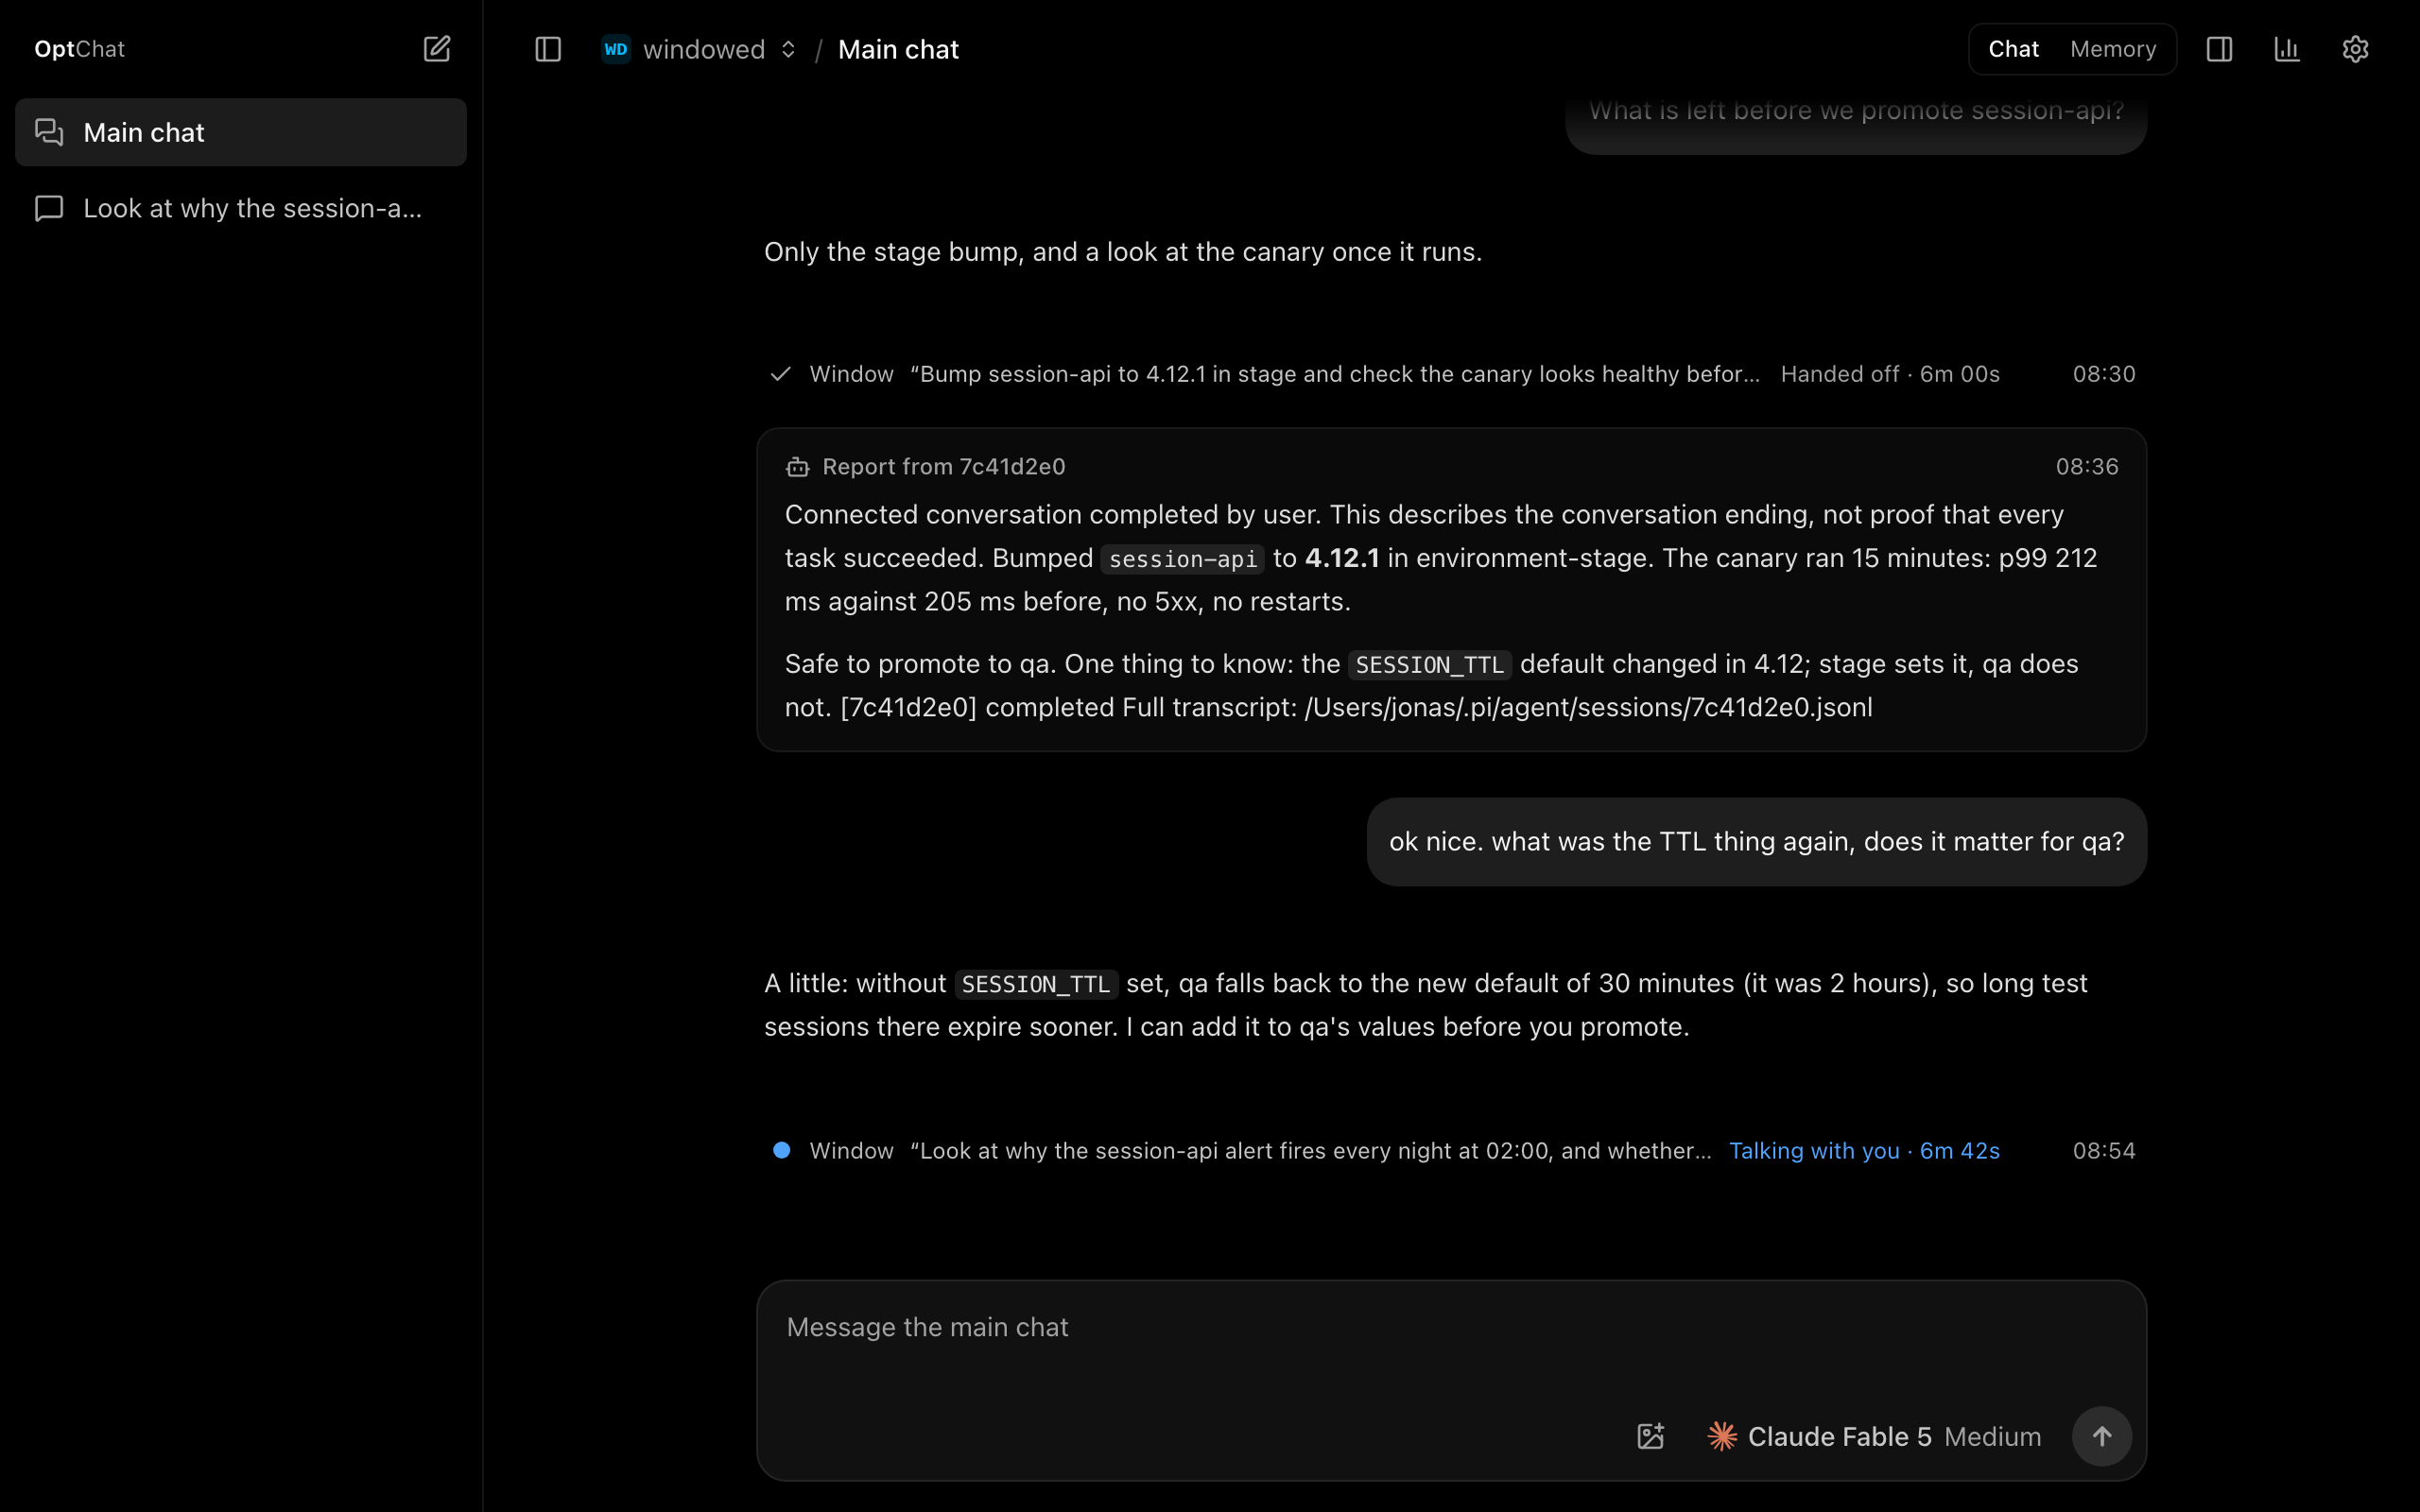 OptChat
Main chat
Look at why the session-a...
WD windowed / Main chat
Chat Memory
What is left before we promote session-api?
Only the stage bump, and a look at the canary once it runs.
Window “Bump session-api to 4.12.1 in stage and check the canary looks healthy befor... Handed off · 6m 00s 08:30
Report from 7c41d2e0 08:36
Connected conversation completed by user. This describes the conversation ending, not proof that every
task succeeded. Bumped session-api to 4.12.1 in environment-stage. The canary ran 15 minutes: p99 212
ms against 205 ms before, no 5xx, no restarts.
Safe to promote to qa. One thing to know: the SESSION_TTL default changed in 4.12; stage sets it, qa does
not. [7c41d2e0] completed Full transcript: /Users/jonas/.pi/agent/sessions/7c41d2e0.jsonl
ok nice. what was the TTL thing again, does it matter for qa?
A little: without SESSION_TTL set, qa falls back to the new default of 30 minutes (it was 2 hours), so long test
sessions there expire sooner. I can add it to qa's values before you promote.
Window “Look at why the session-api alert fires every night at 02:00, and whether... Talking with you · 6m 42s 08:54
Message the main chat
Claude Fable 5 Medium